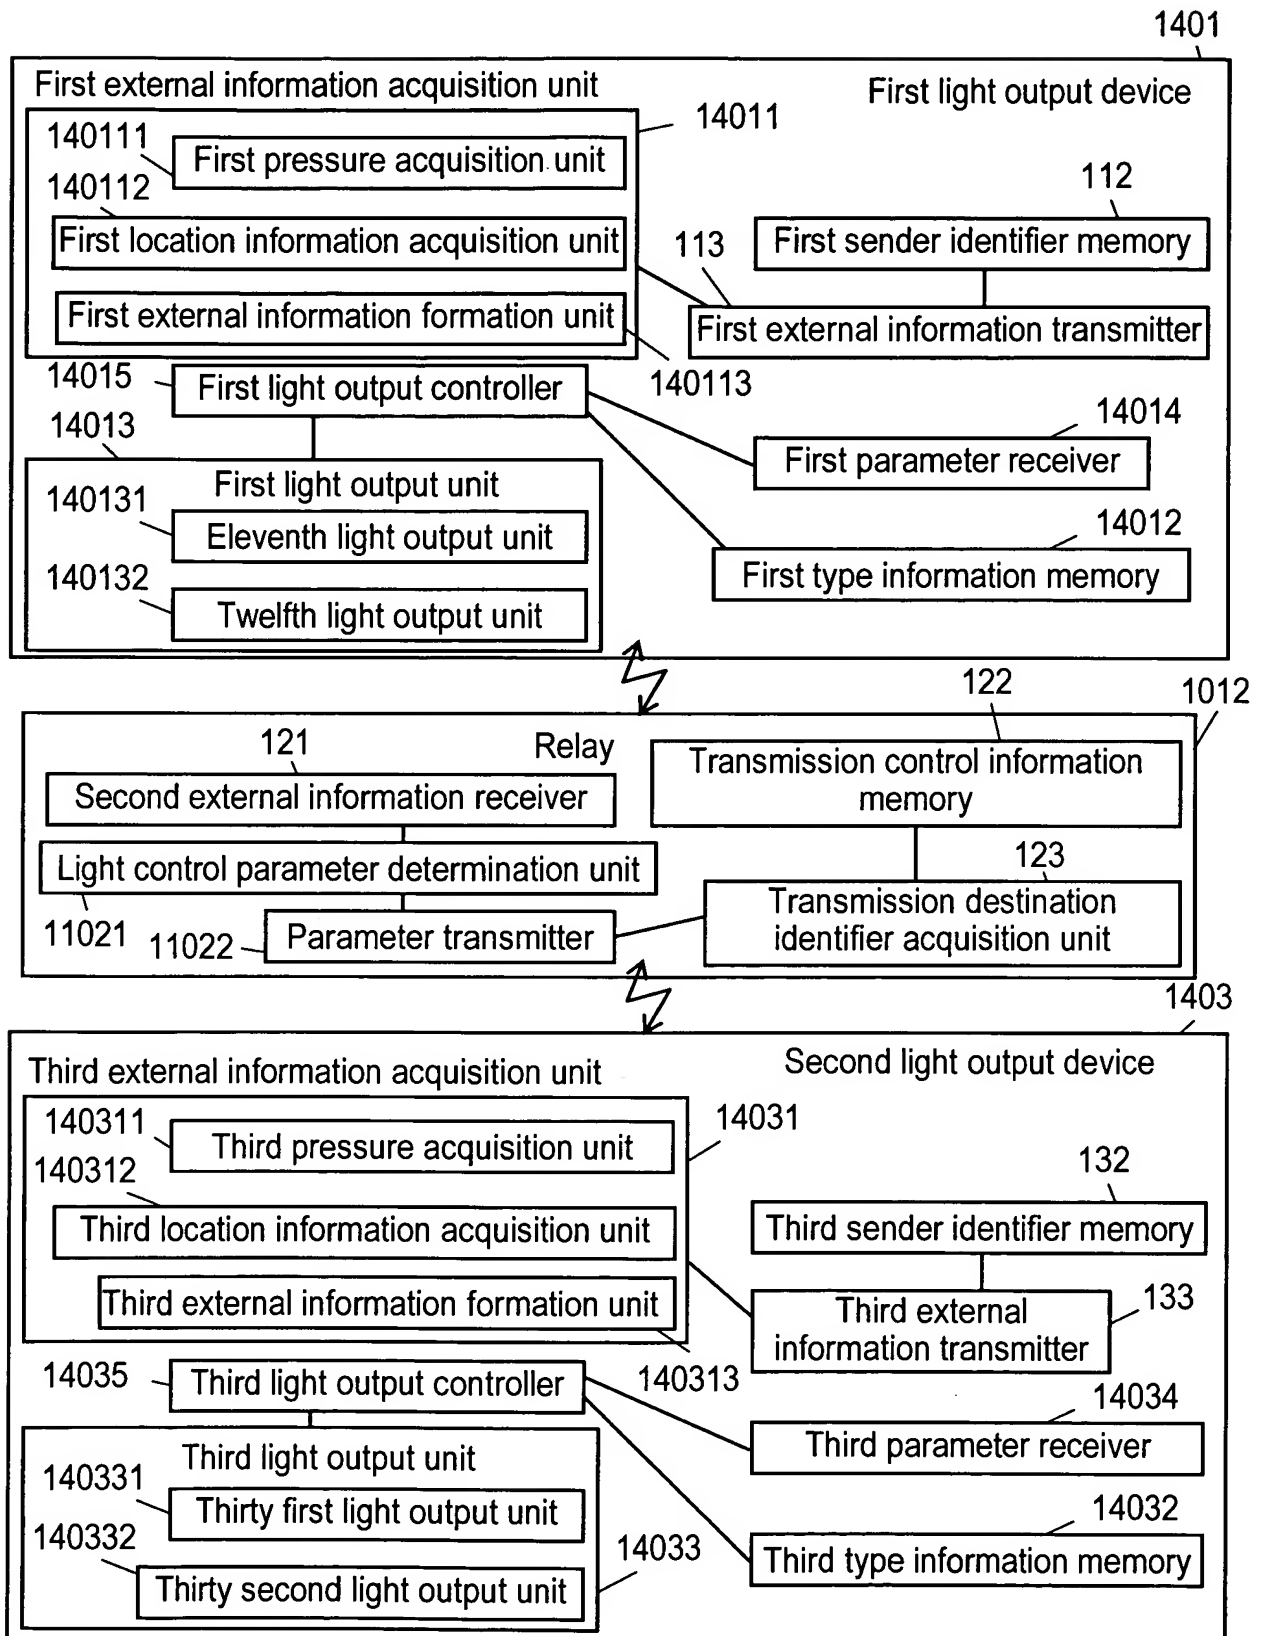 1401
First external information acquisition unit
First light output device
14011
140111
First pressure acquisition unit
140112
112
First location information acquisition unit
113
First sender identifier memory
First external information formation unit
First external information transmitter
14015
First light output controller
140113
14013
14014
First light output unit
First parameter receiver
140131
Eleventh light output unit
14012
140132
First type information memory
Twelfth light output unit
122
1012
121
Relay
Transmission control information
memory
Second external information receiver
Light control parameter determination unit
123
11021
11022
Parameter transmitter
Transmission destination
identifier acquisition unit
1403
Third external information acquisition unit
Second light output device
140311
14031
Third pressure acquisition unit
140312
132
Third location information acquisition unit
Third sender identifier memory
Third external information formation unit
Third external
information transmitter
133
14035
Third light output controller
140313
14034
Third light output unit
Third parameter receiver
140331
Thirty first light output unit
14032
140332
14033
Third type information memory
Thirty second light output unit